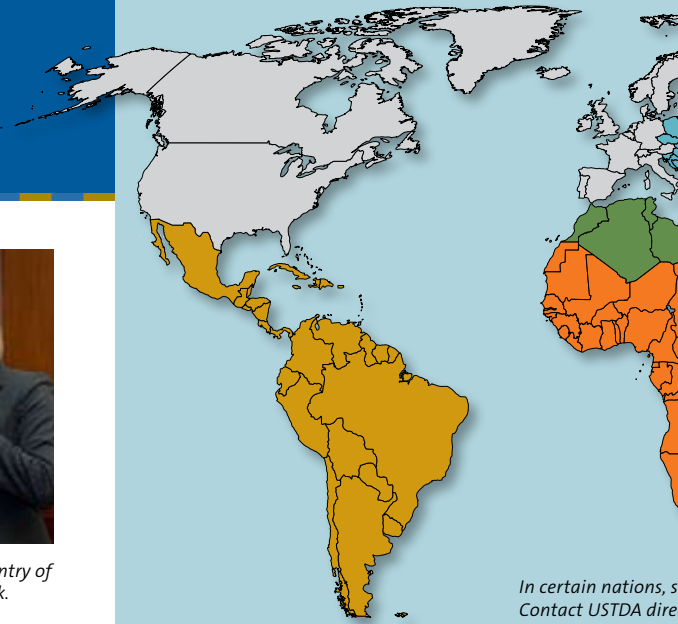 ntry of
k.
In certain nations, s
Contact USTDA dire